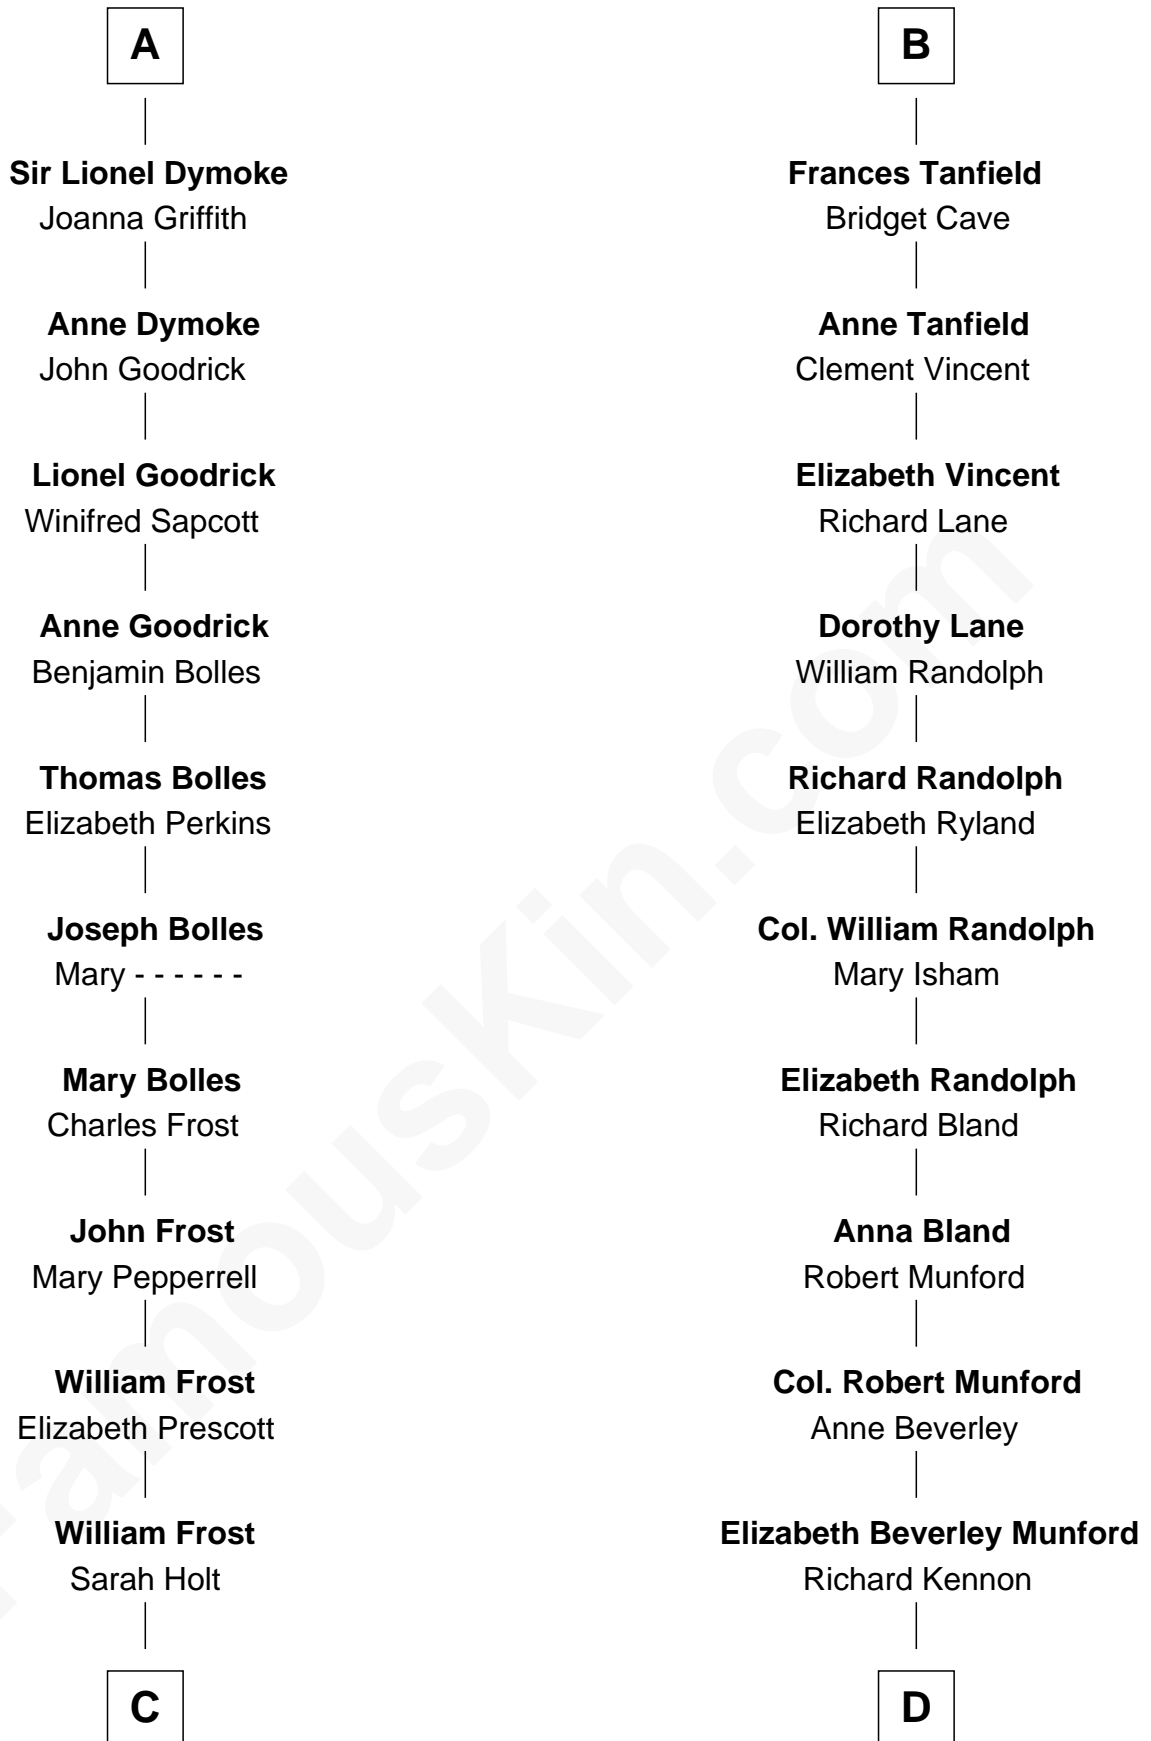 A
Sir Lionel Dymoke
Joanna Griffith
Anne Dymoke
John Goodrick
Lionel Goodrick
Winifred Sapcott
Anne Goodrick
Benjamin Bolles
Thomas Bolles
Elizabeth Perkins
Joseph Bolles
Mary - - - - - -
Mary Bolles
Charles Frost
John Frost
Mary Pepperrell
William Frost
Elizabeth Prescott
William Frost
Sarah Holt
C
B
Frances Tanfield
Bridget Cave
Anne Tanfield
Clement Vincent
Elizabeth Vincent
Richard Lane
Dorothy Lane
William Randolph
Richard Randolph
Elizabeth Ryland
Col. William Randolph
Mary Isham
Elizabeth Randolph
Richard Bland
Anna Bland
Robert Munford
Col. Robert Munford
Anne Beverley
Elizabeth Beverley Munford
Richard Kennon
D
FamousKin.com